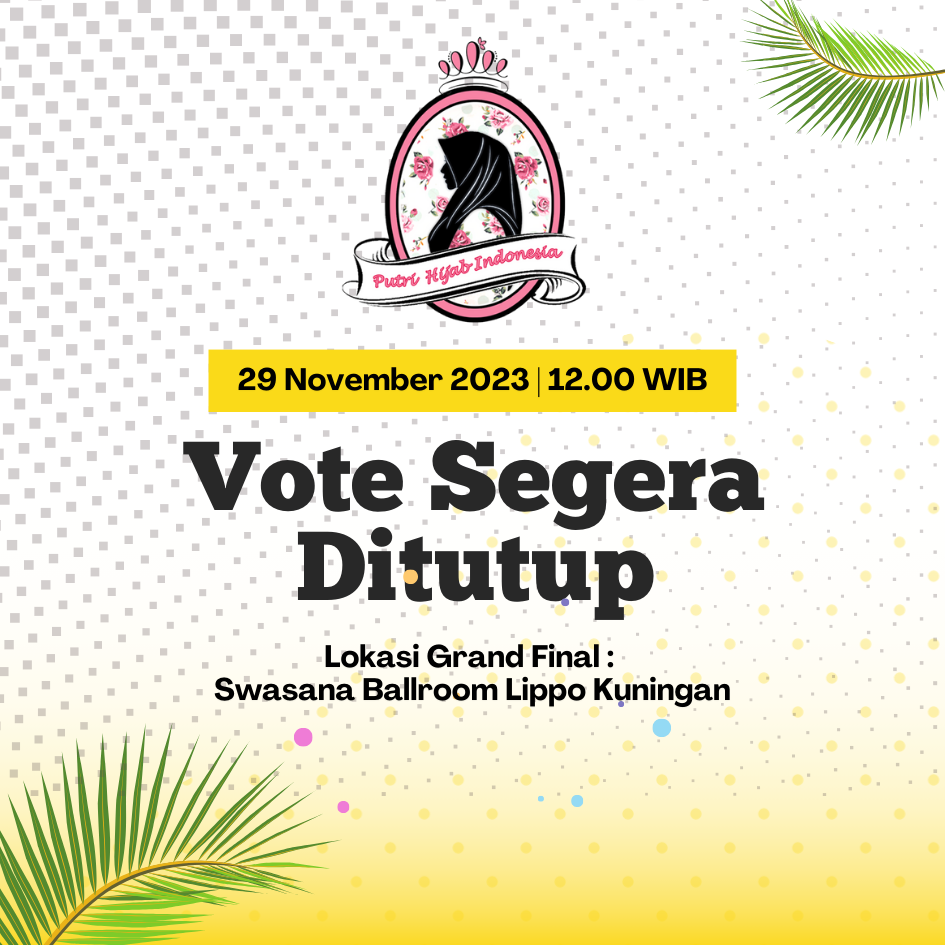 Putri Hijab Indonesia
29 November 2023 | 12.00 WIB
Vote Segera
Ditutup
Lokasi Grand Final :
Swasana Ballroom Lippo Kuningan